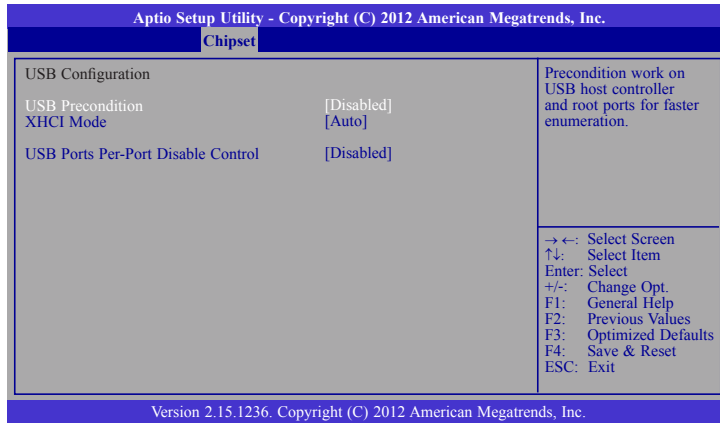 Aptio Setup Utility - Copyright (C) 2012 American Megatrends, Inc.
Chipset
USB Configuration
USB Precondition [Disabled]
XHCI Mode [Auto]
USB Ports Per-Port Disable Control [Disabled]
Precondition work on
USB host controller
and root ports for faster
enumeration.
→ ←: Select Screen
↑↓: Select Item
Enter: Select
+/-: Change Opt.
F1: General Help
F2: Previous Values
F3: Optimized Defaults
F4: Save & Reset
ESC: Exit
Version 2.15.1236. Copyright (C) 2012 American Megatrends, Inc.